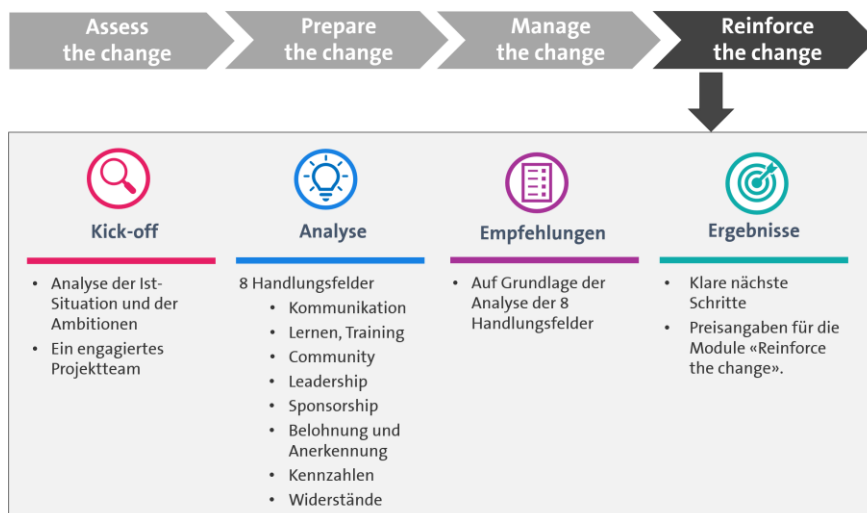 Assess
the change
Prepare
the change
Manage
the change
Reinforce
the change
Kick-off
• Analyse der Ist-
Situation und der
Ambitionen
• Ein engagiertes
Projektteam
Analyse
8 Handlungsfelder
• Kommunikation
• Lernen, Training
• Community
• Leadership
• Sponsorship
• Belohnung und
Anerkennung
• Kennzahlen
• Widerstände
Empfehlungen
• Auf Grundlage der
Analyse der 8
Handlungsfelder
Ergebnisse
• Klare nächste
Schritte
• Preisangaben für die
Module «Reinforce
the change».